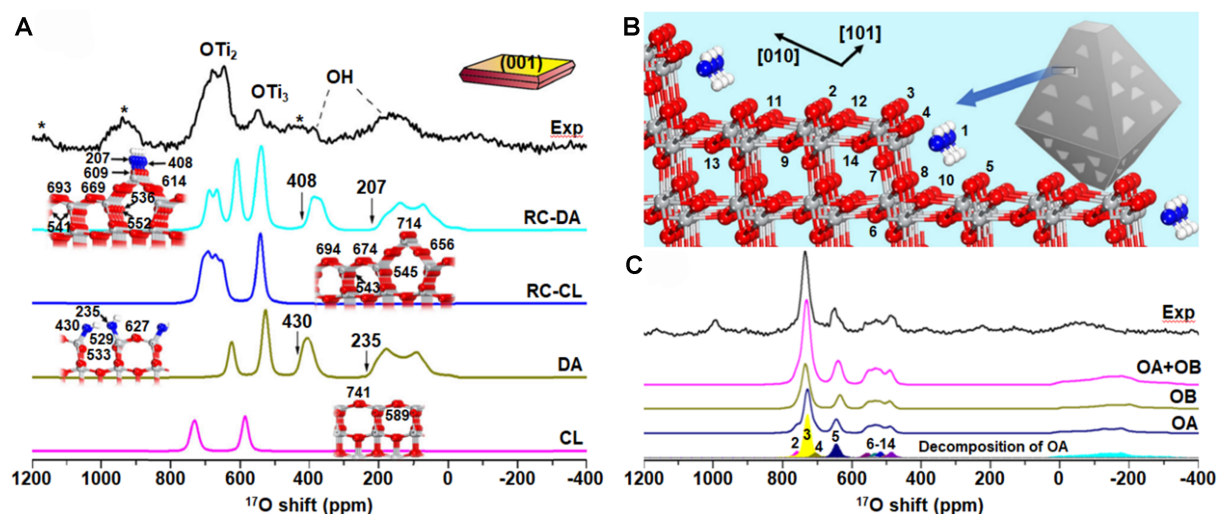 A
OTi2
(001)
OTi3
OH
*
*
*
Exp
207
408
609
693 669 614
536
541 552
408
207
RC-DA
714
694 674 656
545
543
RC-CL
235
430 627
529
533
430
235
DA
741
589
CL
1200 1000 800 600 400 200 0 -200 -400
17O shift (ppm)
B
[010]
[101]
11 2 12 3
4
1
13 9 14
7
8
10 5
6
C
Exp
OA+OB
OB
OA
2 3 4 5 6-14
Decomposition of OA
1200 1000 800 600 400 200 0 -200 -400
17O shift (ppm)